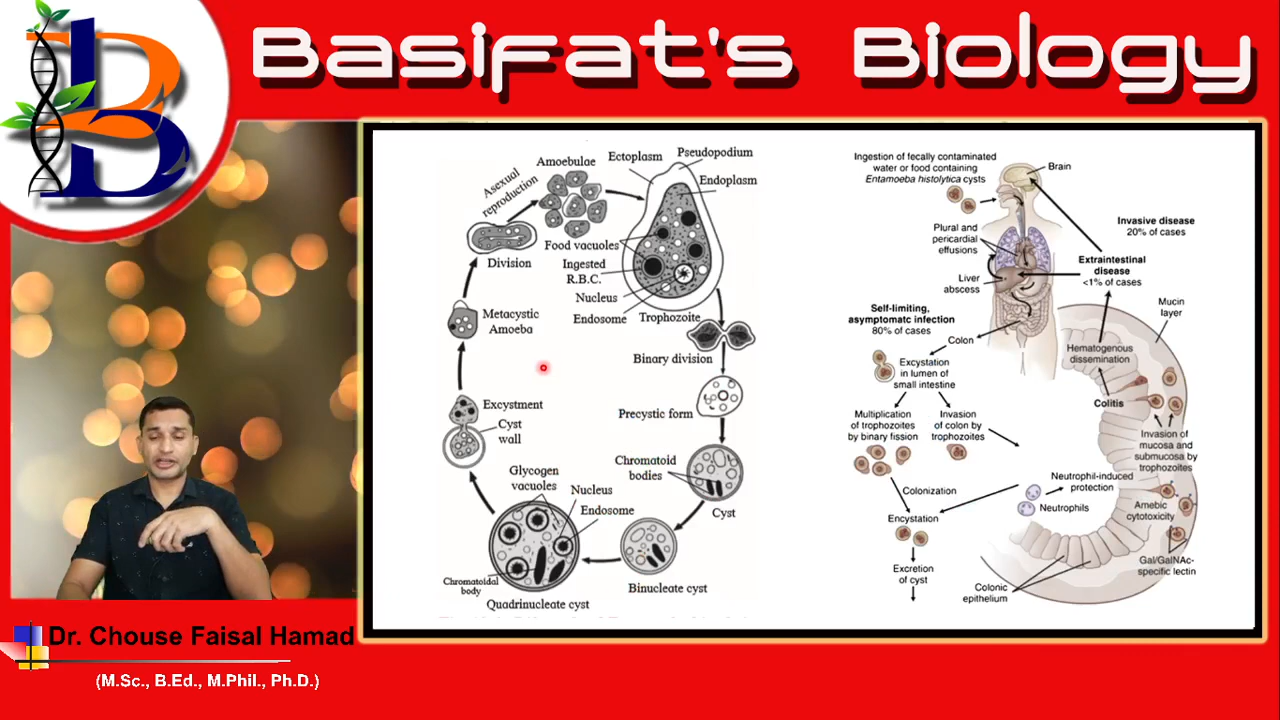 Basifat's Biology
Asexual
reproduction
Amoebulae
Ectoplasm
Pseudopodium
Endoplasm
Division
Food vacuoles
Ingested
R.B.C.
Nucleus
Endosome
Trophozoite
Metacystic
Amoeba
Binary division
Precystic form
Excystment
Cyst
wall
Chromatoid
bodies
Cyst
Glycogen
vacuoles
Nucleus
Endosome
Chromatoidal
body
Quadrinucleate cyst
Binucleate cyst
Ingestion of fecally contaminated
water or food containing
Entamoeba histolytica cysts
Brain
Plural and
pericardial
effusions
Invasive disease
20% of cases
Extraintestinal
disease
<1% of cases
Liver
abscess
Self-limiting,
asymptomatc infection
80% of cases
Colon
Mucin
layer
Hematogenous
dissemination
Excystation
in lumen of
small intestine
Colitis
Multiplication
of trophozoites
by binary fission
Invasion
of colon by
trophozoites
Invasion of
mucosa and
submucosa by
trophozoites
Neutrophil-induced
protection
Colonization
Neutrophils
Amebic
cytotoxicity
Encystation
Gal/GalNAc-
specific lectin
Excretion
of cyst
Colonic
epithelium
Dr. Chouse Faisal Hamad
(M.Sc., B.Ed., M.Phil., Ph.D.)